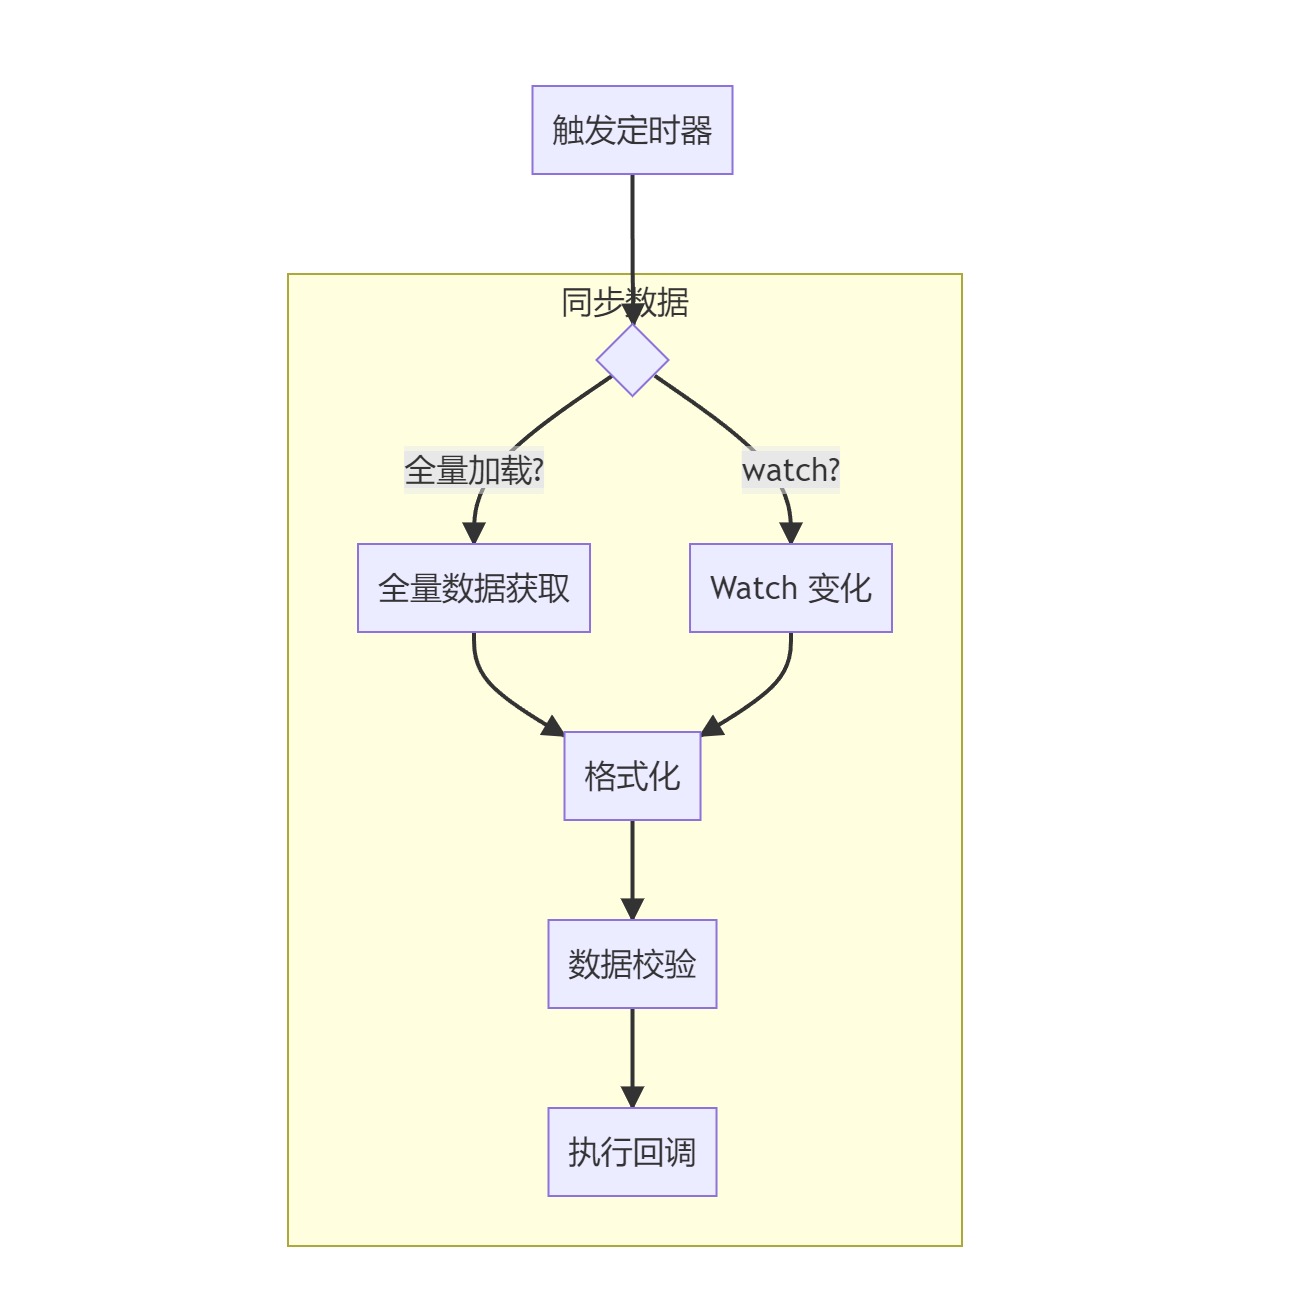 触发定时器
同步数据
全量加载?
watch?
全量数据获取
Watch 变化
格式化
数据校验
执行回调